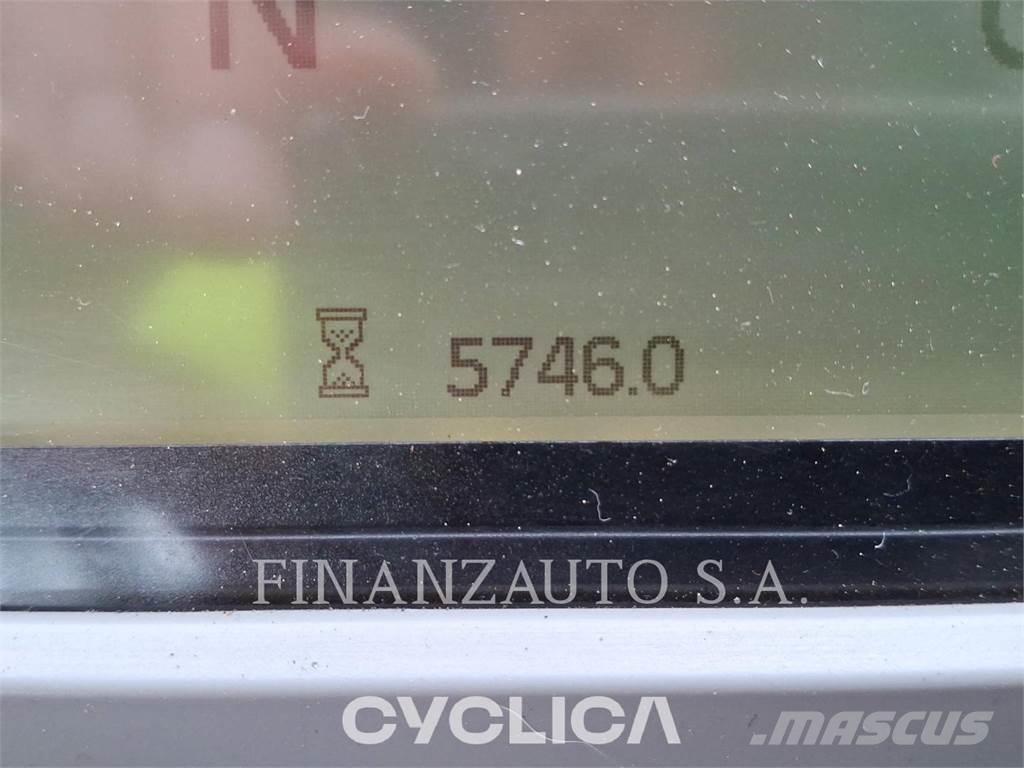 N
5746.0
FINANZAUTO S.A.
CYCLICA
.MASCUS